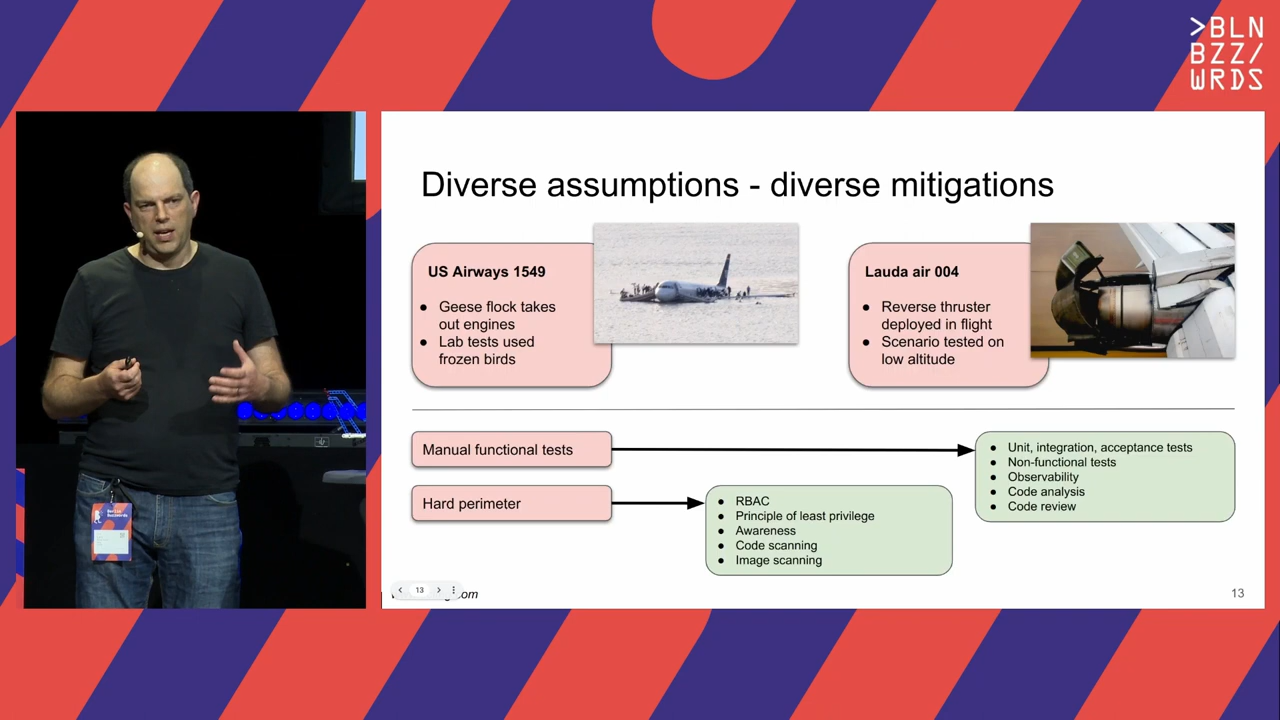 >BLN
BZZ/
WRDS
Diverse assumptions - diverse mitigations
US Airways 1549
● Geese flock takes
out engines
● Lab tests used
frozen birds
Lauda air 004
● Reverse thruster
deployed in flight
● Scenario tested on
low altitude
Manual functional tests
● Unit, integration, acceptance tests
● Non-functional tests
● Observability
● Code analysis
● Code review
Hard perimeter
● RBAC
● Principle of least privilege
● Awareness
● Code scanning
● Image scanning
13
om
13
Berlin
Buzzwords